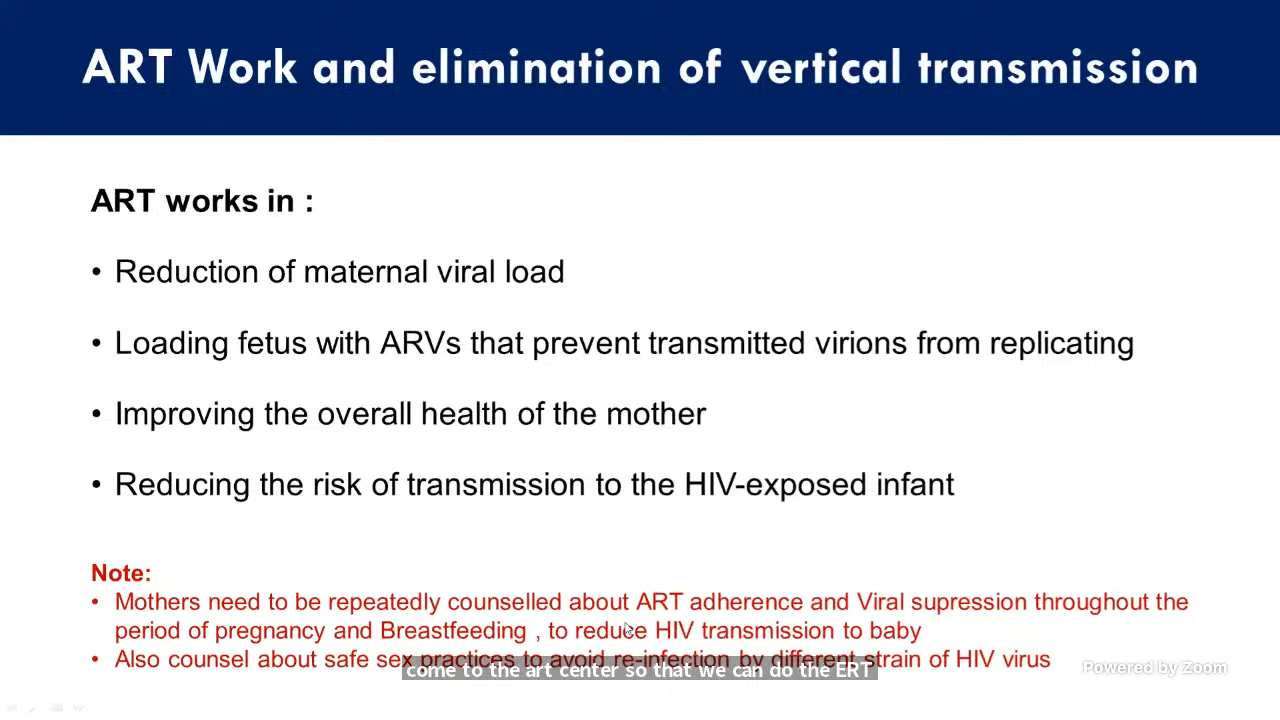 ART Work and elimination of vertical transmission
ART works in :
• Reduction of maternal viral load
• Loading fetus with ARVs that prevent transmitted virions from replicating
• Improving the overall health of the mother
• Reducing the risk of transmission to the HIV-exposed infant
Note:
• Mothers need to be repeatedly counselled about ART adherence and Viral supression throughout the
period of pregnancy and Breastfeeding , to reduce HIV transmission to baby
• Also counsel about safe sex practices to avoid re-infection by different strain of HIV virus
come to the art center so that we can do the ERT
Powered by Zoom